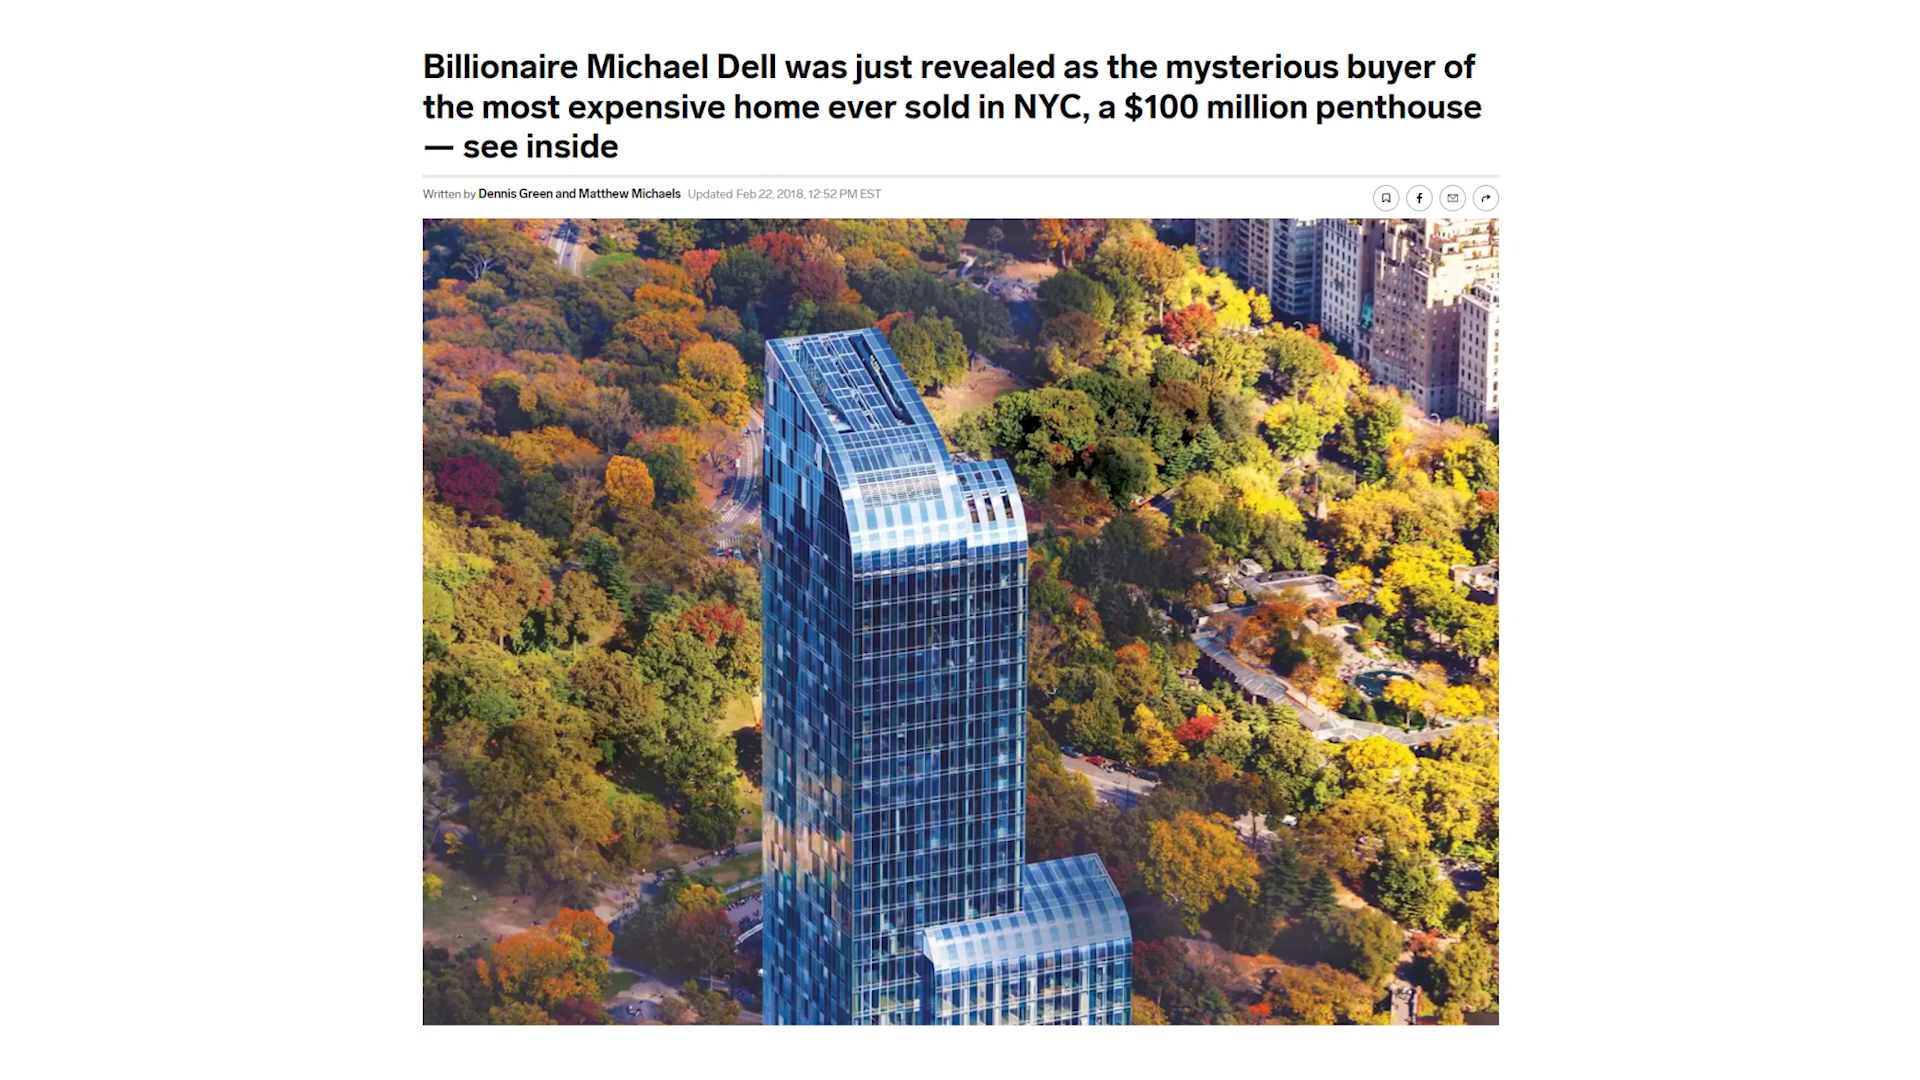 Billionaire Michael Dell was just revealed as the mysterious buyer of
the most expensive home ever sold in NYC, a $100 million penthouse
— see inside
Written by Dennis Green and Matthew Michaels Updated Feb 22, 2018, 12:52 PM EST